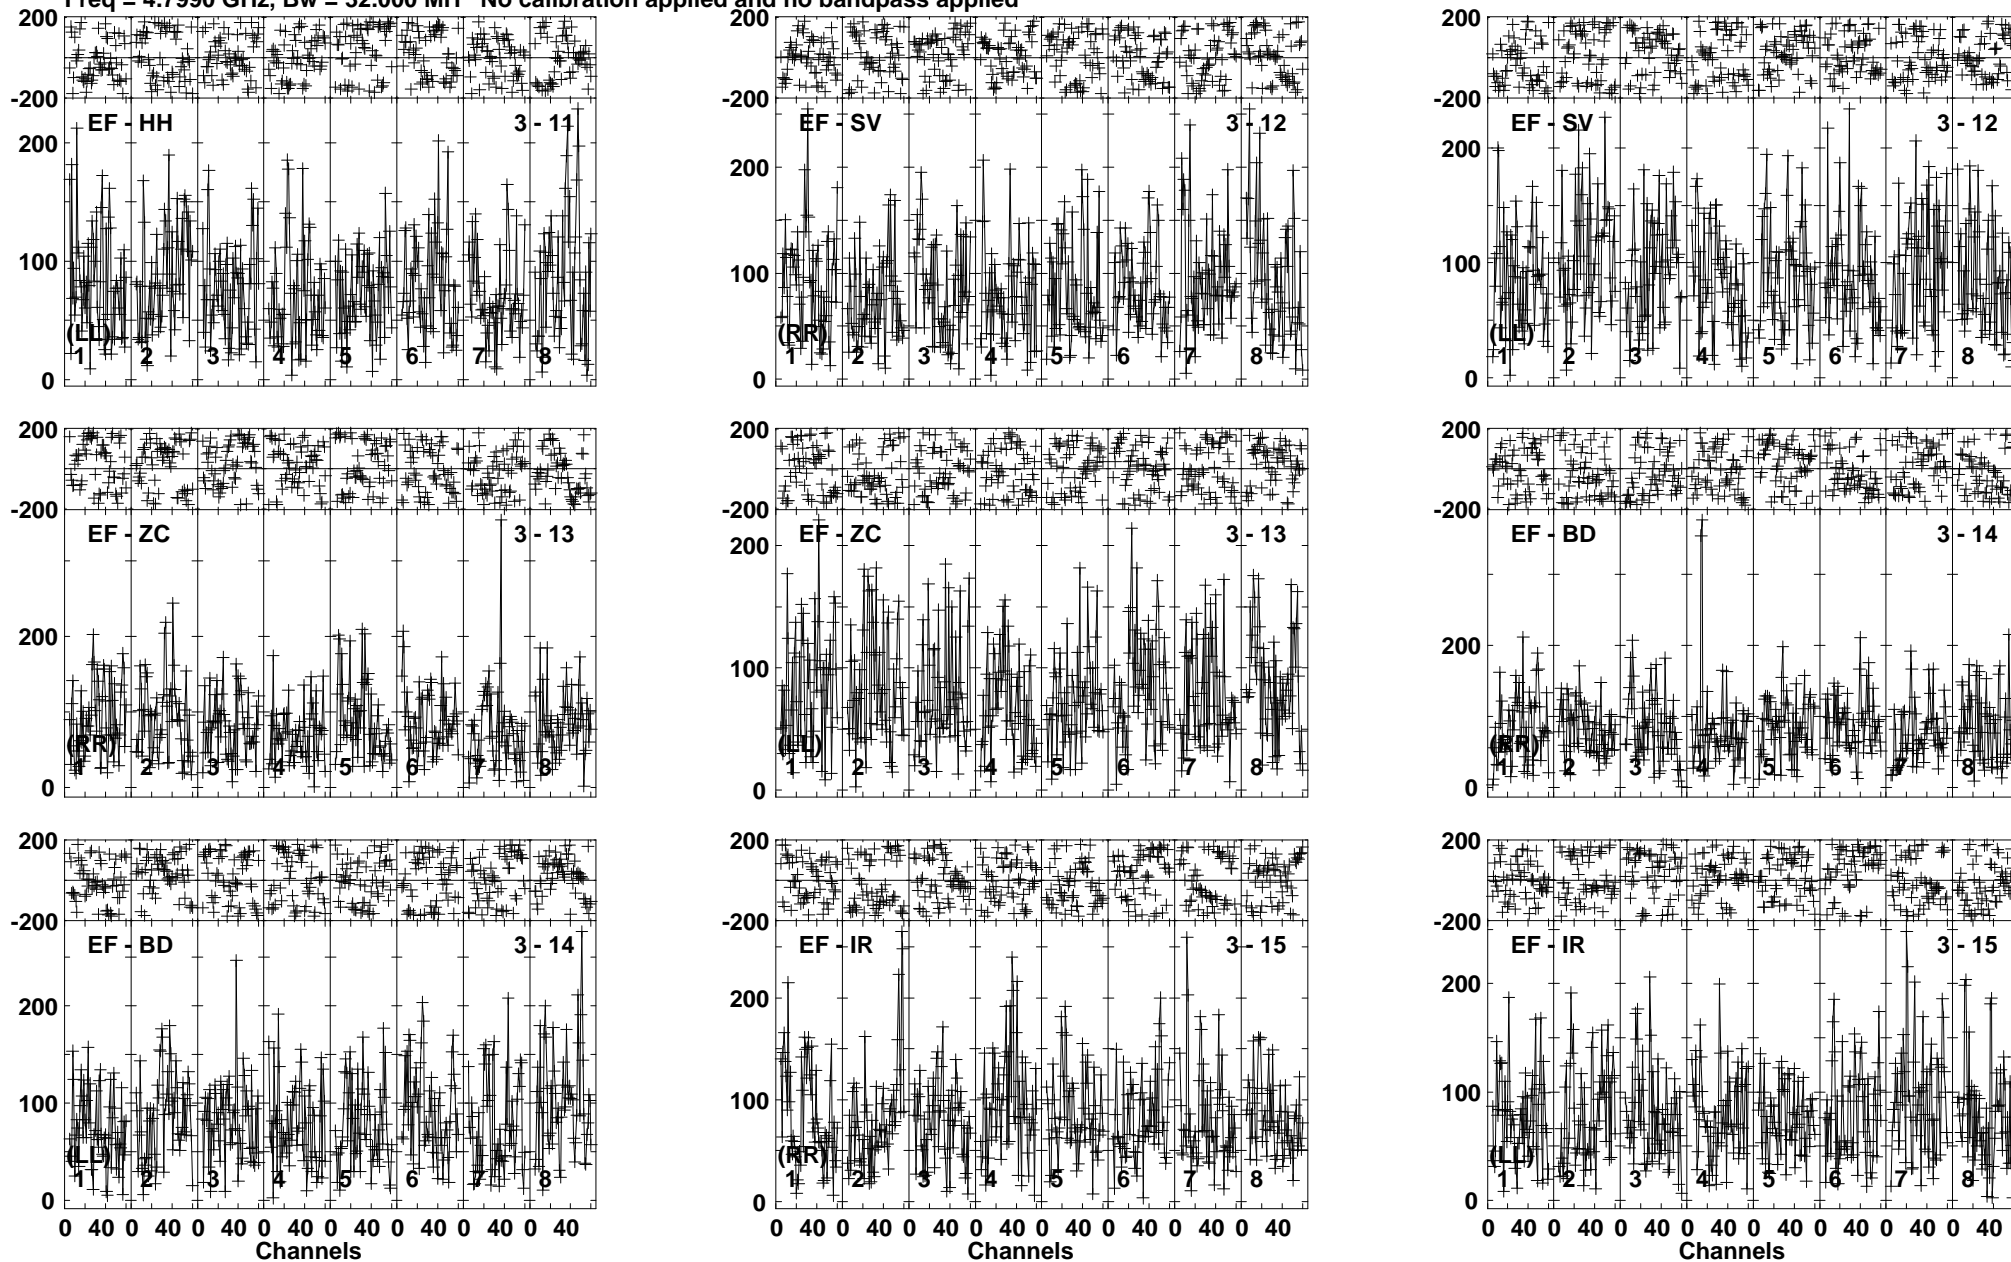 Freq = 4.7990 GHz, Bw = 32.000 MH No calibration applied and no bandpass applied
200 200 200
-200 -200 -200
EF - HH 3 - 11 EF - SV 3 - 12 EF - SV 3 - 12
200 200 200
100 100 100
(LL) (RR) (LL)
1 2 3 4 5 6 7 8 1 2 3 4 5 6 7 8 1 2 3 4 5 6 7 8
0 0 0
200 200 200
-200 -200 -200
EF - ZC 3 - 13 EF - ZC 3 - 13 EF - BD 3 - 14
200 200 200
100
(RR) (LL) (RR)
1 2 3 4 5 6 7 8 1 2 3 4 5 6 7 8 1 2 3 4 5 6 7 8
0 0 0
200 200 200
-200 -200 -200
EF - BD 3 - 14 EF - IR 3 - 15 EF - IR 3 - 15
200 200 200
100 100 100
(LL) (RR) (LL)
1 2 3 4 5 6 7 8 1 2 3 4 5 6 7 8 1 2 3 4 5 6 7 8
0 0 0
0 40 0 40 0 40 0 40 0 40 0 40 0 40 0 40 0 40 0 40 0 40 0 40 0 40 0 40 0 40 0 40 0 40 0 40 0 40 0 40 0 40 0 40 0 40 0 40
Channels Channels Channels